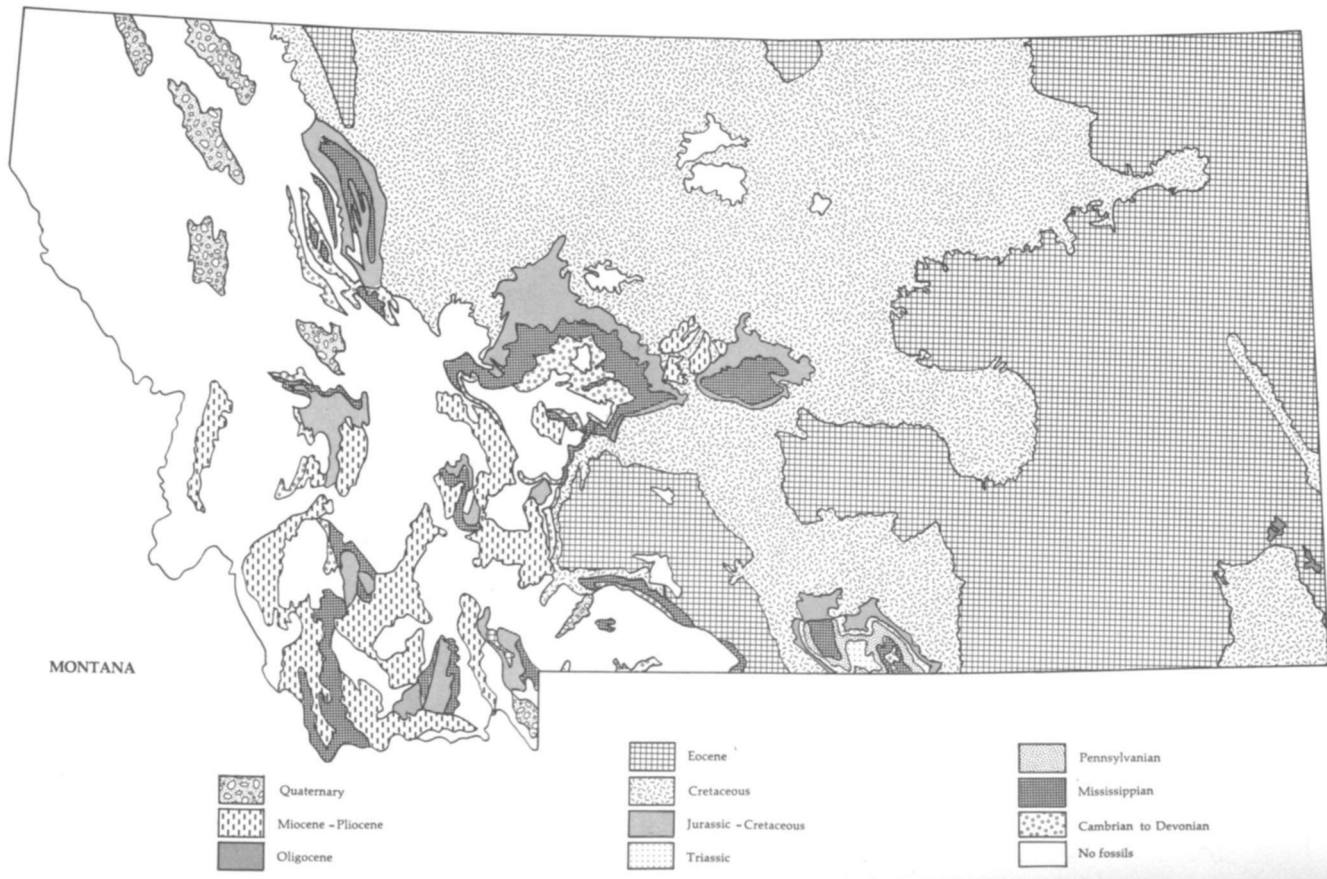 MONTANA
Quaternary
Miocene - Pliocene
Oligocene
Eocene
Cretaceous
Jurassic - Cretaceous
Triassic
Pennsylvanian
Mississippian
Cambrian to Devonian
No fossils